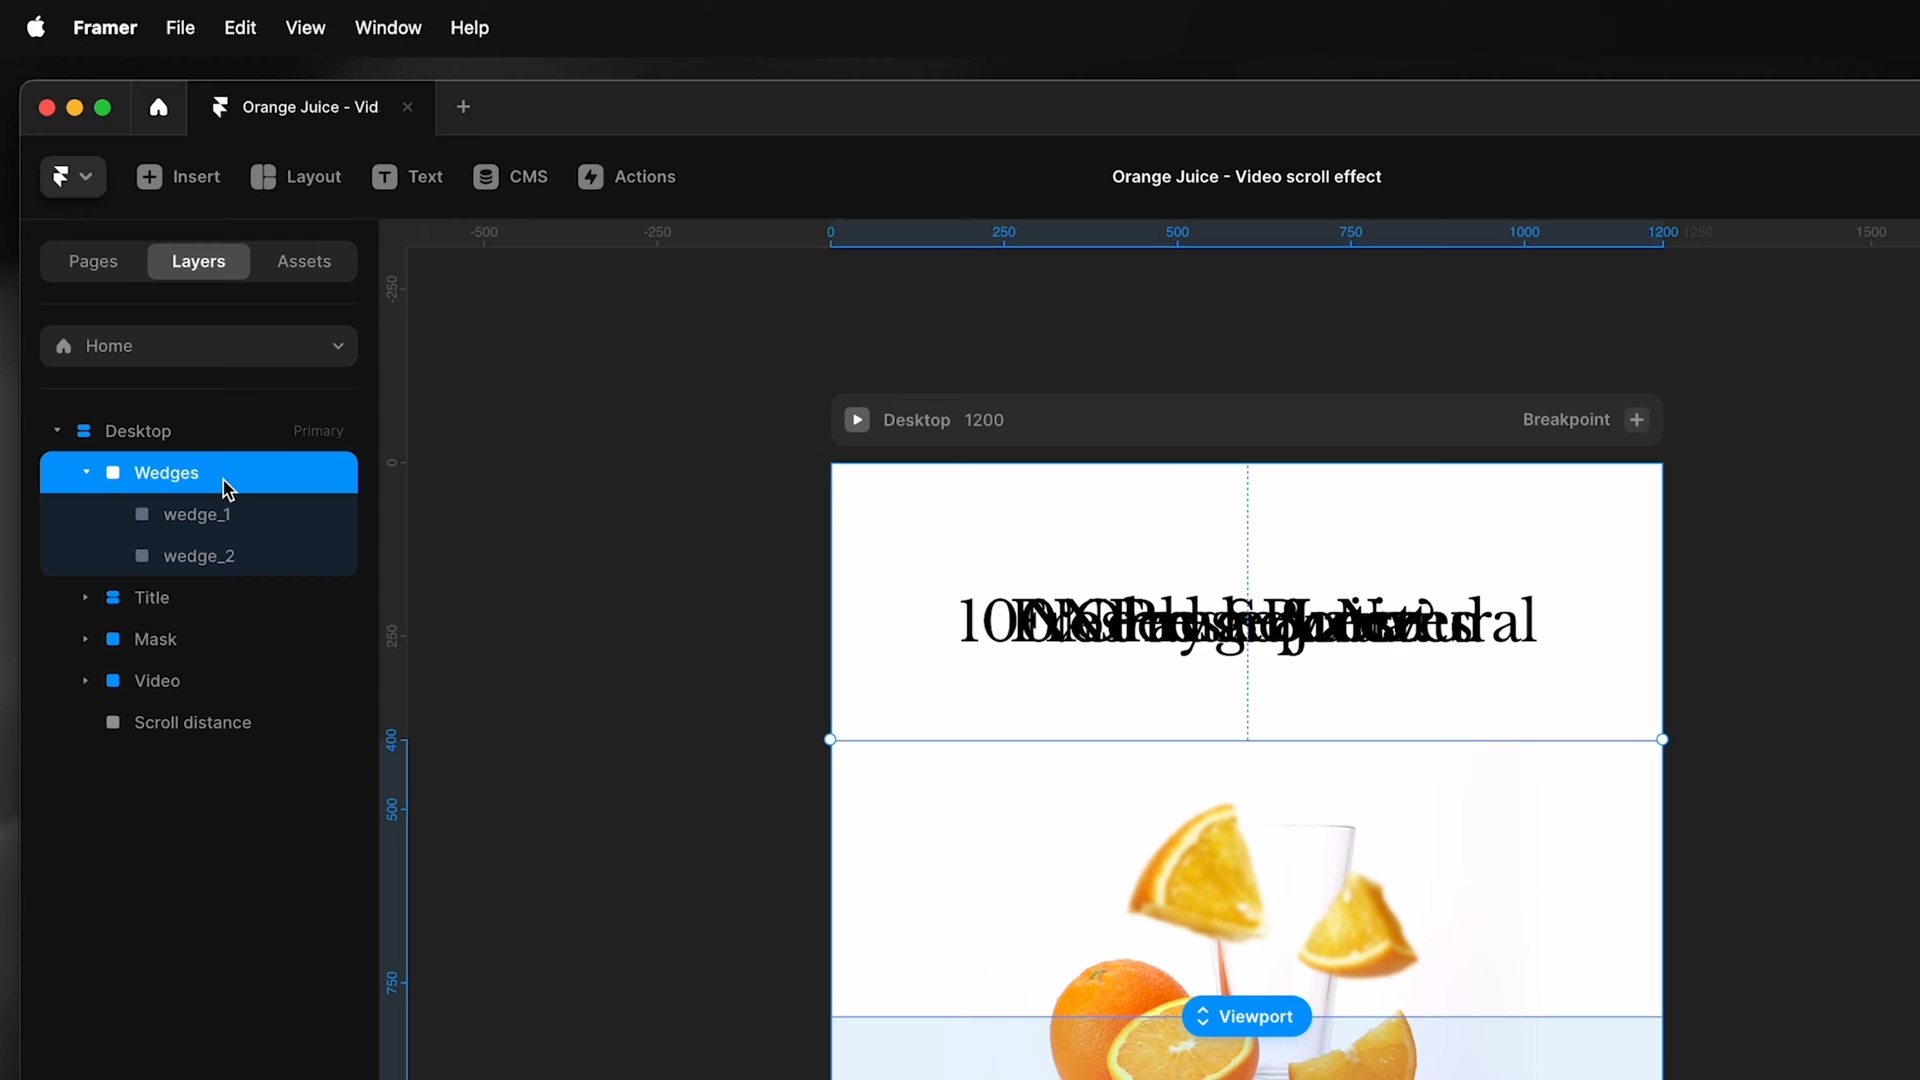 Framer File Edit View Window Help
Orange Juice - Vid
Insert Layout Text CMS Actions
Orange Juice - Video scroll effect
-500 -250 0 250 500 750 1000 1200 1250 1500
Pages Layers Assets
-250
Home
Desktop 1200 Breakpoint
Desktop Primary
0
Wedges
wedge_1
wedge_2
Title
250
Mask
Video
Scroll distance
400
500
750
Viewport